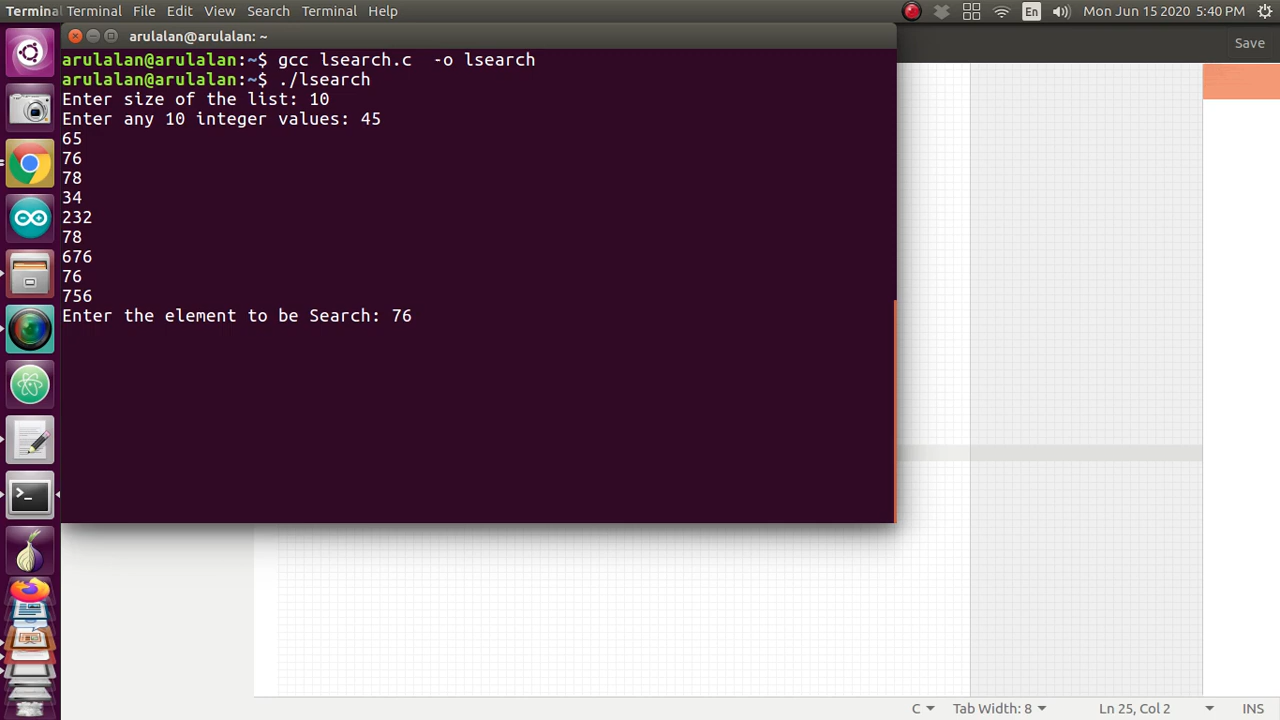 Terminal Terminal File Edit View Search Terminal Help En Mon Jun 15 2020 5:40 PM
arulalan@arulalan: ~
Save
arulalan@arulalan:~$ gcc lsearch.c  -o lsearch
arulalan@arulalan:~$ ./lsearch
Enter size of the list: 10
Enter any 10 integer values: 45
65
76
78
34
232
78
676
76
756
Enter the element to be Search: 76
C Tab Width: 8 Ln 25, Col 2 INS